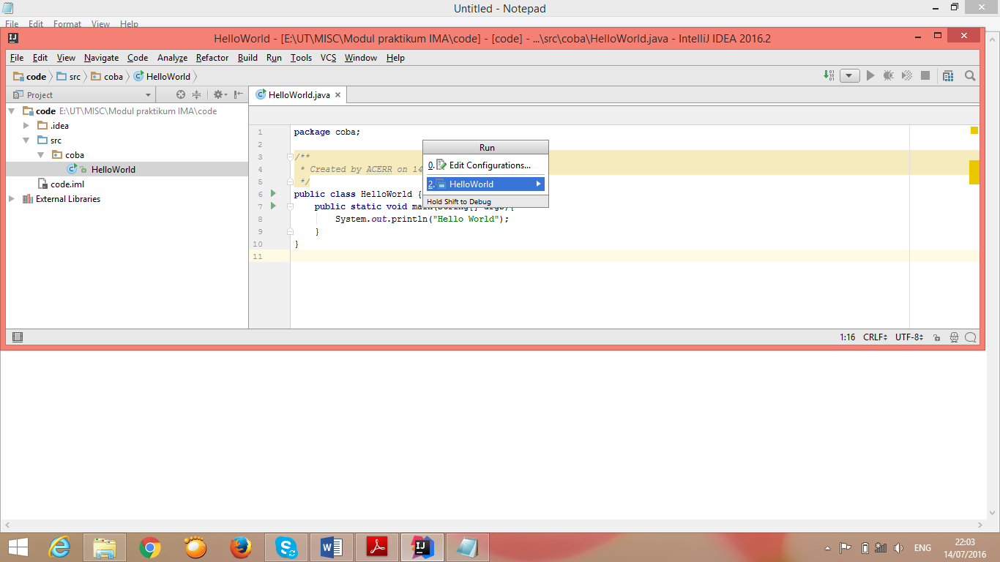 Untitled - Notepad
File Edit Format View Help
HelloWorld - [E:\UT\MISC\Modul praktikum IMA\code] - [code] - ...\src\coba\HelloWorld.java - IntelliJ IDEA 2016.2
File Edit View Navigate Code Analyze Refactor Build Run Tools VCS Window Help
code src coba HelloWorld
Project
HelloWorld.java
code E:\UT\MISC\Modul praktikum IMA\code
.idea
src
coba
HelloWorld
code.iml
External Libraries
1 package coba;
2
3 /**
4 * Created by ACERR on 14
5 */
6 public class HelloWorld {
7 public static void main(String[] args){
8 System.out.println("Hello World");
9 }
10 }
11
Run
0. Edit Configurations...
2. HelloWorld
Hold Shift to Debug
1:16 CRLF UTF-8
ENG
22:03
14/07/2016